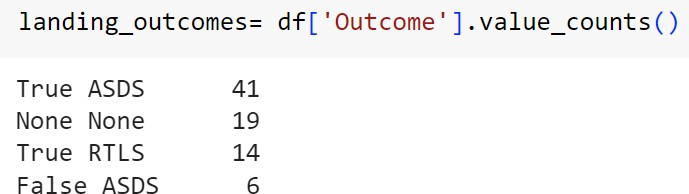 landing_outcomes= df['Outcome'].value_counts()
True ASDS 41
None None 19
True RTLS 14
False ASDS 6